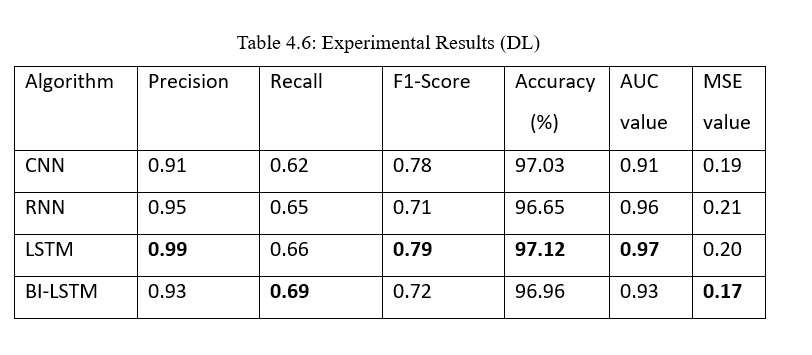 Table 4.6: Experimental Results (DL)
Algorithm Precision Recall F1-Score Accuracy AUC MSE
(%) value value
CNN 0.91 0.62 0.78 97.03 0.91 0.19
RNN 0.95 0.65 0.71 96.65 0.96 0.21
LSTM 0.99 0.66 0.79 97.12 0.97 0.20
BI-LSTM 0.93 0.69 0.72 96.96 0.93 0.17